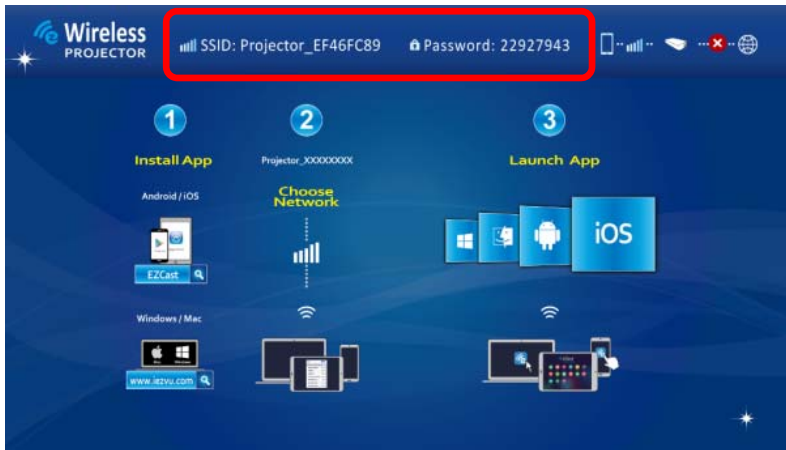 e Wireless
PROJECTOR
SSID: Projector_EF46FC89
Password: 22927943
1
2
3
Install App
Projector_XXXXXXXX
Launch App
Android / iOS
Choose
Network
iOS
EZCast
Windows / Mac
www.iezvu.com